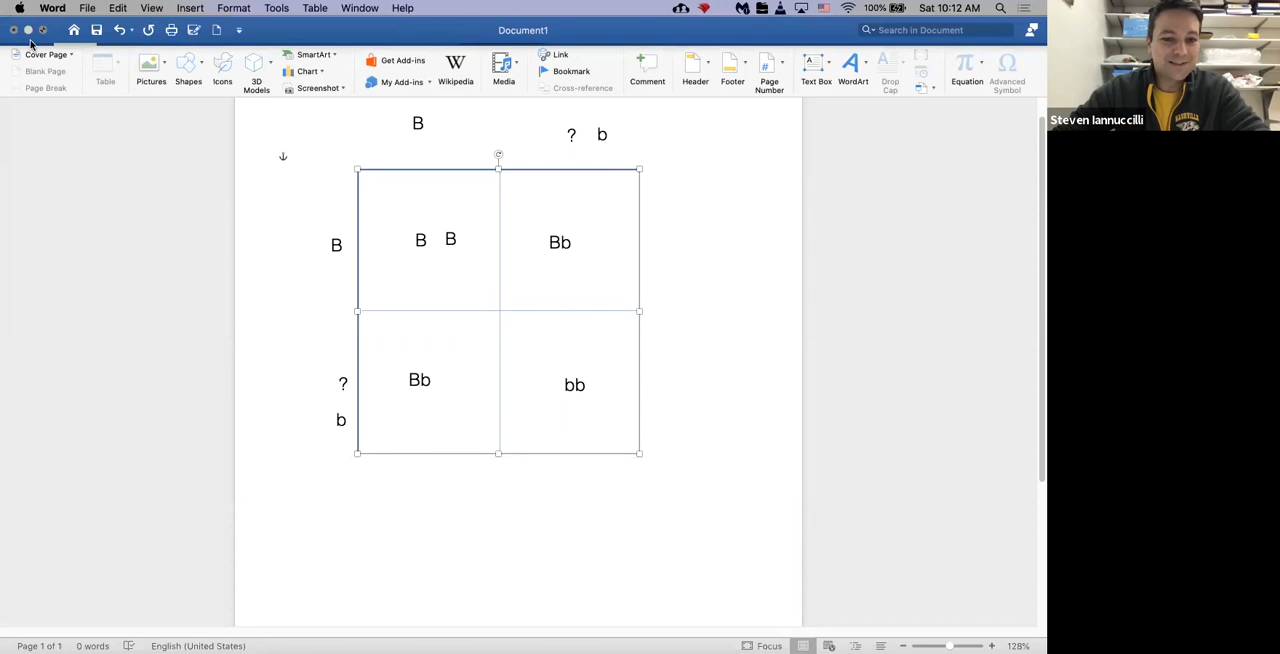 Word File Edit View Insert Format Tools Table Window Help 100% Sat 10:12 AM
Document1
Search in Document
Cover Page
Blank Page
Page Break
Table
Pictures
Shapes
Icons
3D Models
SmartArt
Chart
Screenshot
Get Add-ins
My Add-ins
Wikipedia
Media
Link
Bookmark
Cross-reference
Comment
Header
Footer
Page Number
Text Box
WordArt
Drop Cap
Equation
Advanced Symbol
Steven Iannuccilli
NASHVILLE
B
? b
B
B B
Bb
?
b
Bb
bb
Page 1 of 1 0 words English (United States) Focus 128%